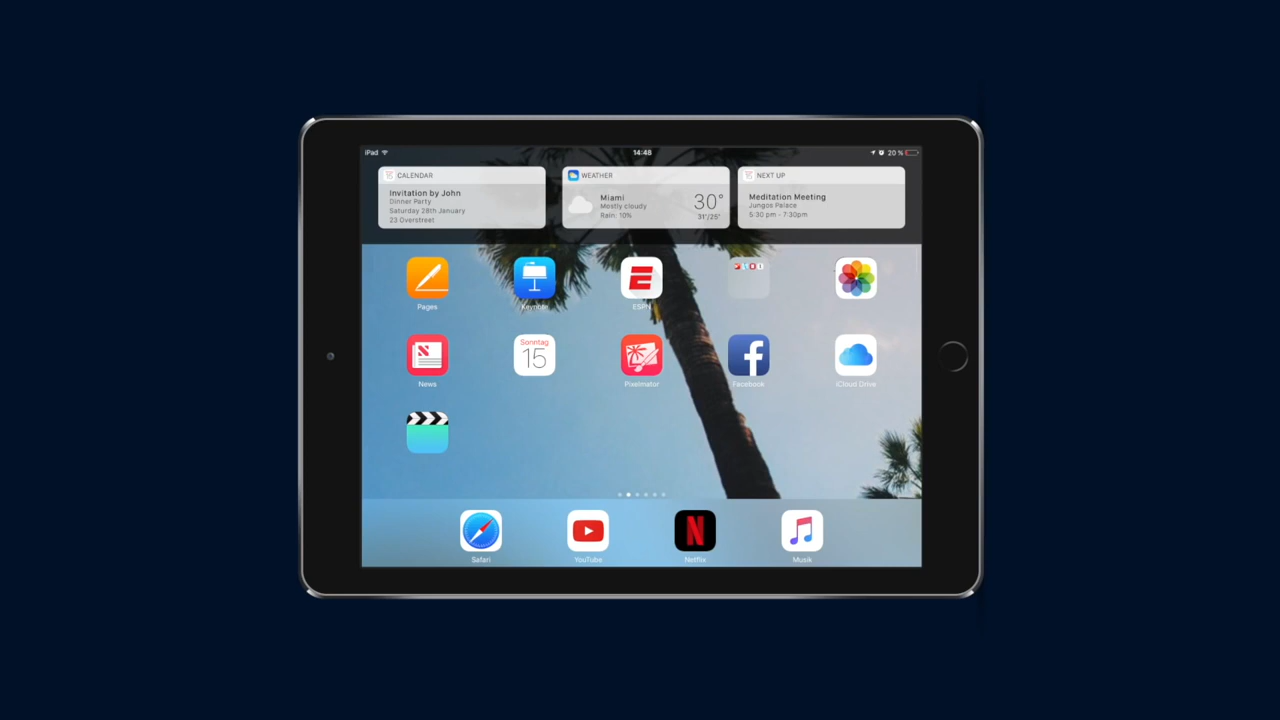 iPad
14:48
20 %
CALENDAR
Invitation by John
Dinner Party
Saturday 28th January
23 Overstreet
WEATHER
Miami
Mostly cloudy
Rain: 10%
30°
31°/25°
NEXT UP
Meditation Meeting
Jungos Palace
5:30 pm - 7:30pm
Pages
Keynote
ESPN
News
Sonntag
15
Pixelmator
Facebook
iCloud Drive
Safari
YouTube
Netflix
Musik